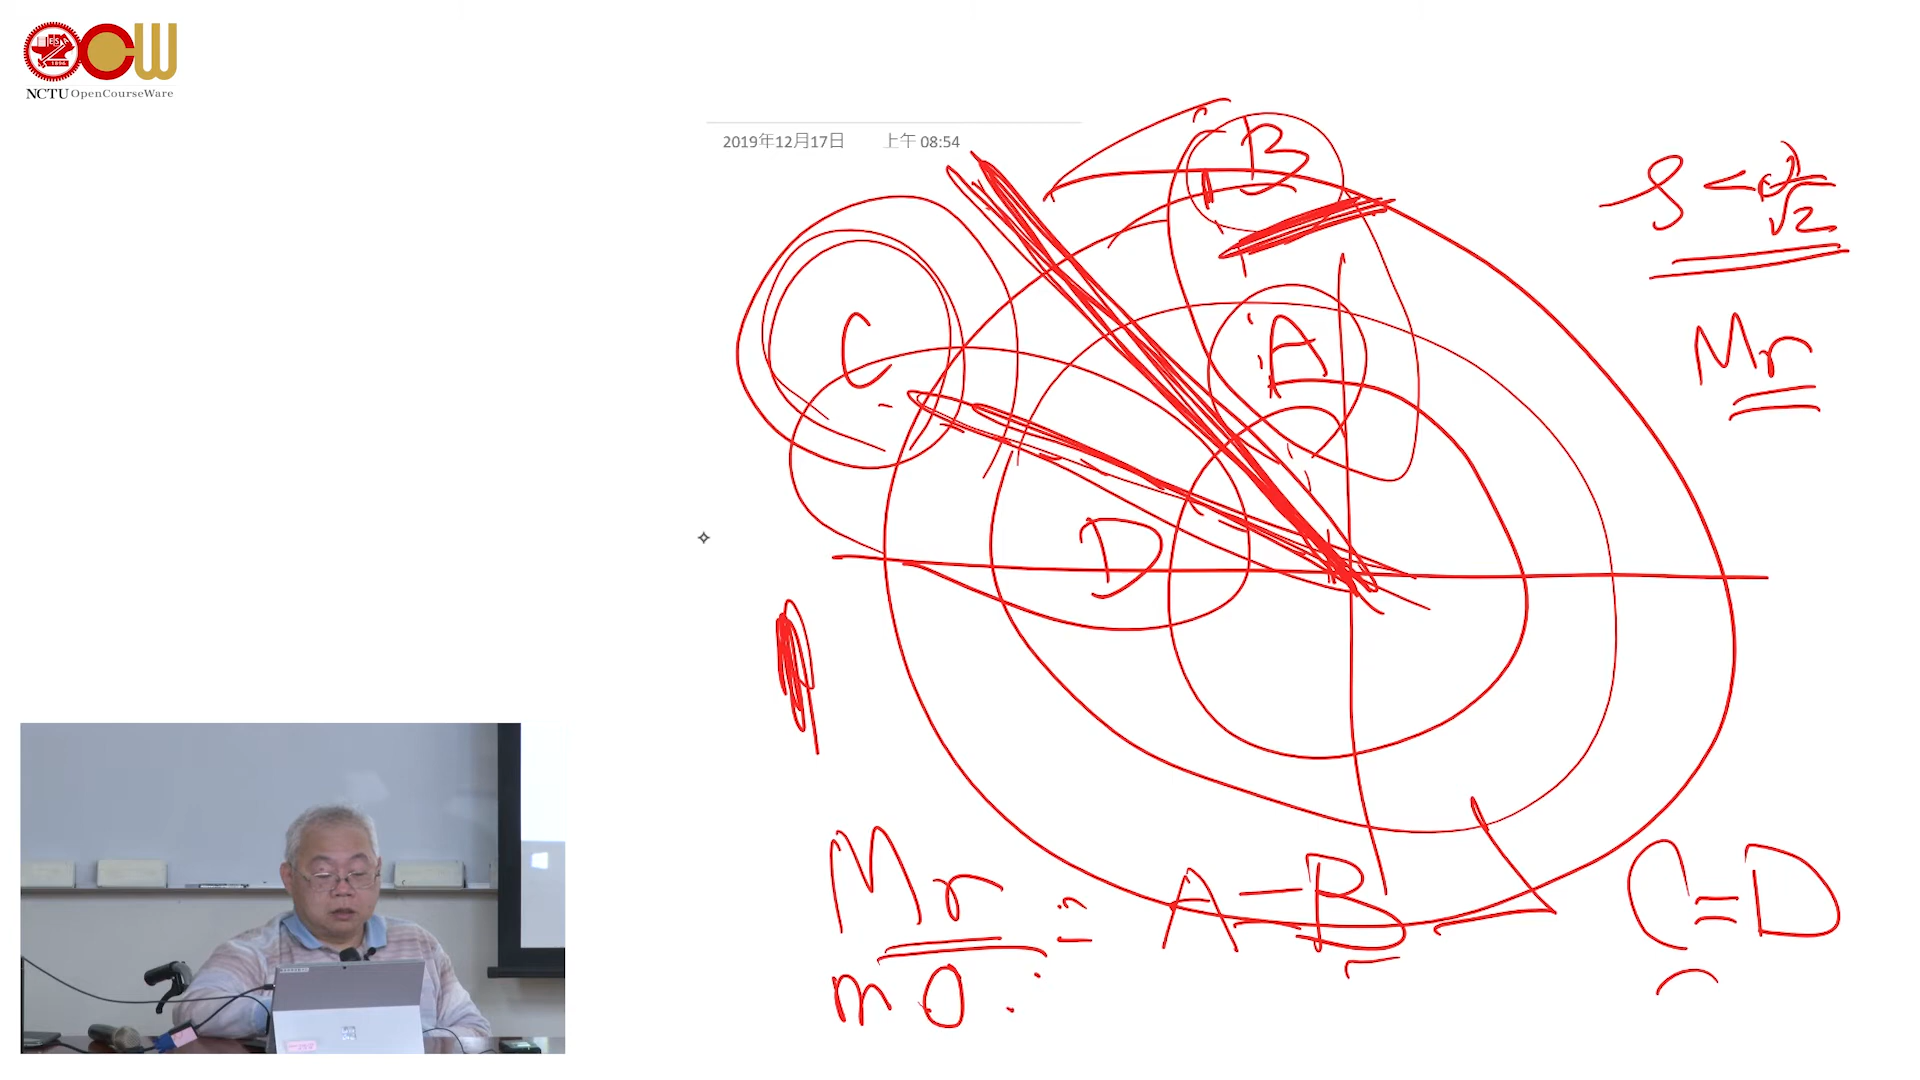 NCTU OpenCourseWare
2019年12月17日 上午 08:54
B
A
C
D
Mr
Mr
A - B
C = D